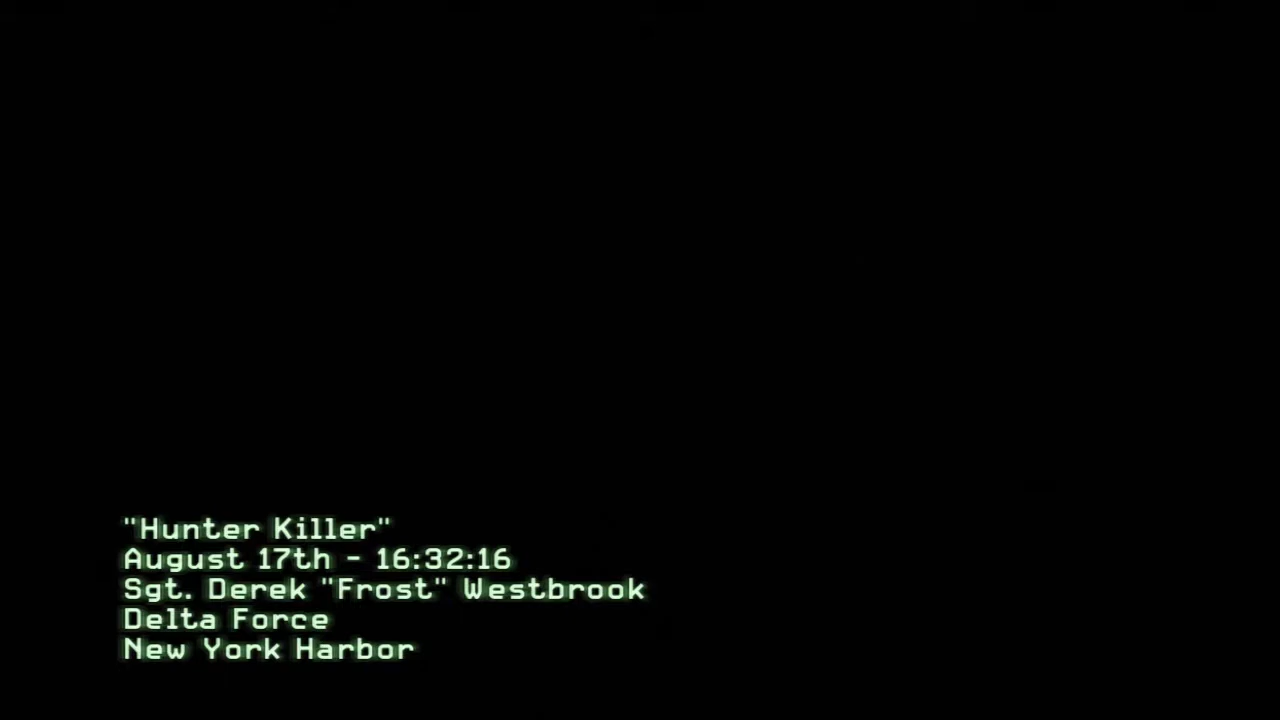 "Hunter Killer"
August 17th - 16:32:16
Sgt. Derek "Frost" Westbrook
Delta Force
New York Harbor